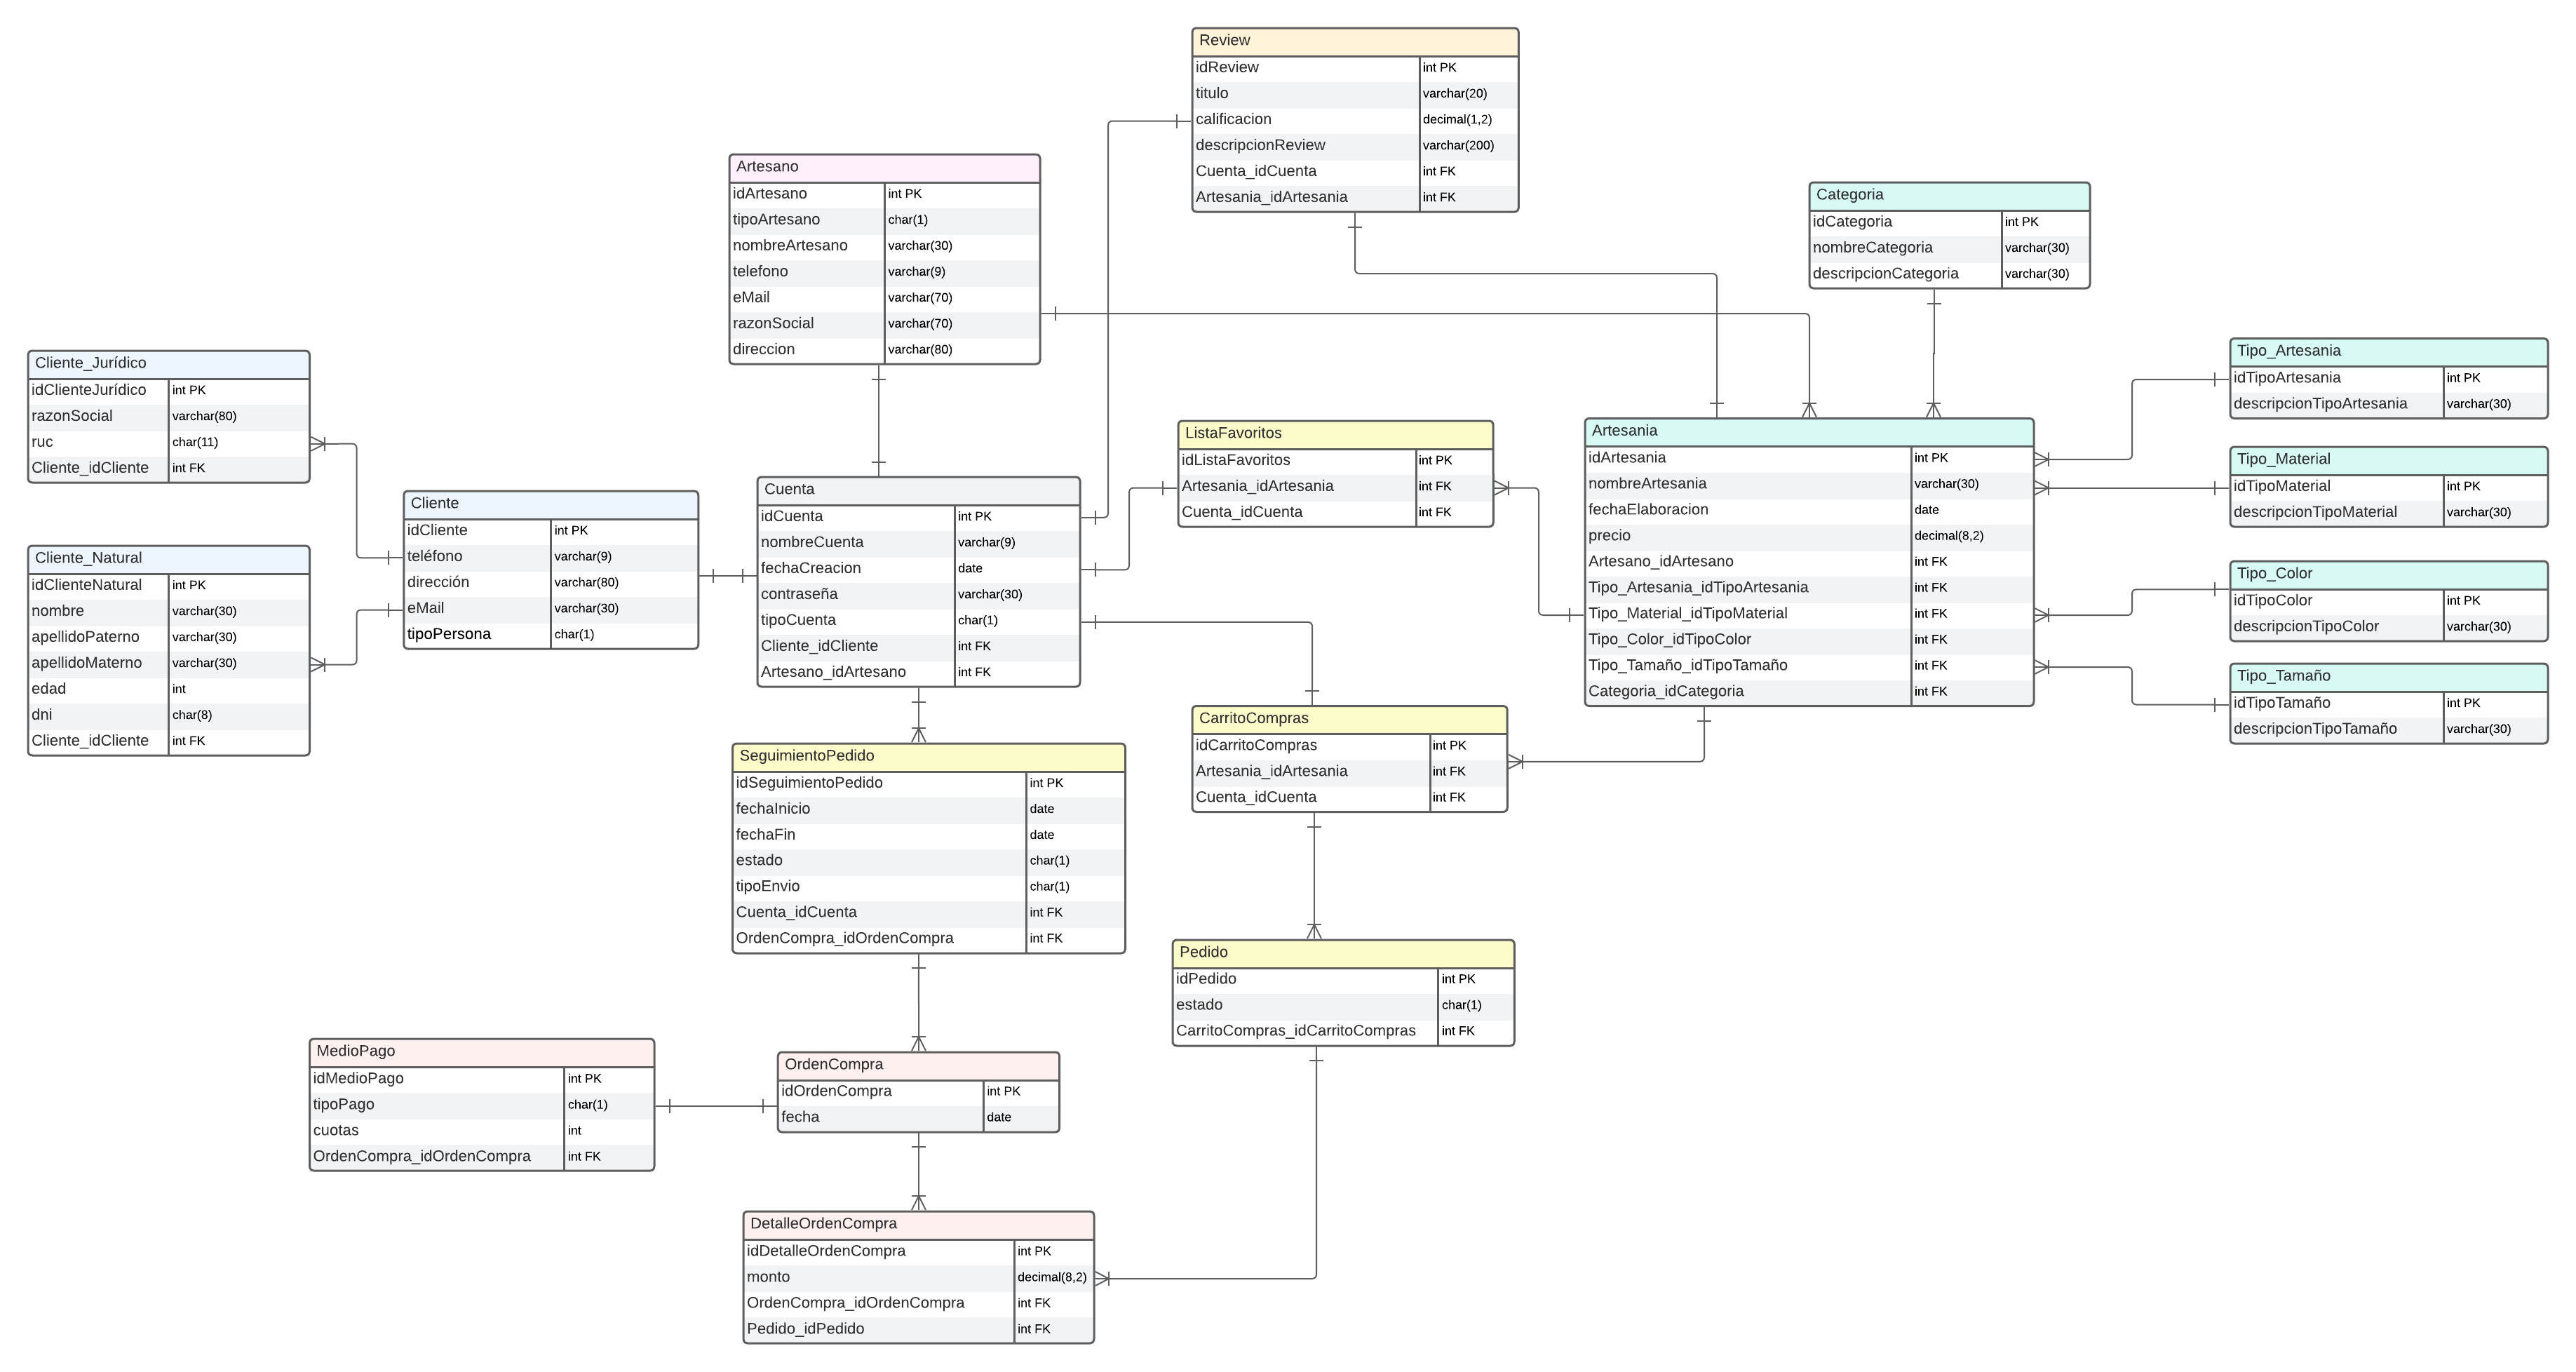 Review
idReview int PK
titulo varchar(20)
calificacion decimal(1,2)
descripcionReview varchar(200)
Cuenta_idCuenta int FK
Artesania_idArtesania int FK
Artesano
idArtesano int PK
tipoArtesano char(1)
nombreArtesano varchar(30)
telefono varchar(9)
eMail varchar(70)
razonSocial varchar(70)
direccion varchar(80)
Categoria
idCategoria int PK
nombreCategoria varchar(30)
descripcionCategoria varchar(30)
Cliente_Jurídico
idClienteJurídico int PK
razonSocial varchar(80)
ruc char(11)
Cliente_idCliente int FK
Cliente_Natural
idClienteNatural int PK
nombre varchar(30)
apellidoPaterno varchar(30)
apellidoMaterno varchar(30)
edad int
dni char(8)
Cliente_idCliente int FK
Cliente
idCliente int PK
teléfono varchar(9)
dirección varchar(80)
eMail varchar(30)
tipoPersona char(1)
Cuenta
idCuenta int PK
nombreCuenta varchar(9)
fechaCreacion date
contraseña varchar(30)
tipoCuenta char(1)
Cliente_idCliente int FK
Artesano_idArtesano int FK
ListaFavoritos
idListaFavoritos int PK
Artesania_idArtesania int FK
Cuenta_idCuenta int FK
Artesania
idArtesania int PK
nombreArtesania varchar(30)
fechaElaboracion date
precio decimal(8,2)
Artesano_idArtesano int FK
Tipo_Artesania_idTipoArtesania int FK
Tipo_Material_idTipoMaterial int FK
Tipo_Color_idTipoColor int FK
Tipo_Tamaño_idTipoTamaño int FK
Categoria_idCategoria int FK
Tipo_Artesania
idTipoArtesania int PK
descripcionTipoArtesania varchar(30)
Tipo_Material
idTipoMaterial int PK
descripcionTipoMaterial varchar(30)
Tipo_Color
idTipoColor int PK
descripcionTipoColor varchar(30)
Tipo_Tamaño
idTipoTamaño int PK
descripcionTipoTamaño varchar(30)
CarritoCompras
idCarritoCompras int PK
Artesania_idArtesania int FK
Cuenta_idCuenta int FK
SeguimientoPedido
idSeguimientoPedido int PK
fechaInicio date
fechaFin date
estado char(1)
tipoEnvio char(1)
Cuenta_idCuenta int FK
OrdenCompra_idOrdenCompra int FK
Pedido
idPedido int PK
estado char(1)
CarritoCompras_idCarritoCompras int FK
MedioPago
idMedioPago int PK
tipoPago char(1)
cuotas int
OrdenCompra_idOrdenCompra int FK
OrdenCompra
idOrdenCompra int PK
fecha date
DetalleOrdenCompra
idDetalleOrdenCompra int PK
monto decimal(8,2)
OrdenCompra_idOrdenCompra int FK
Pedido_idPedido int FK